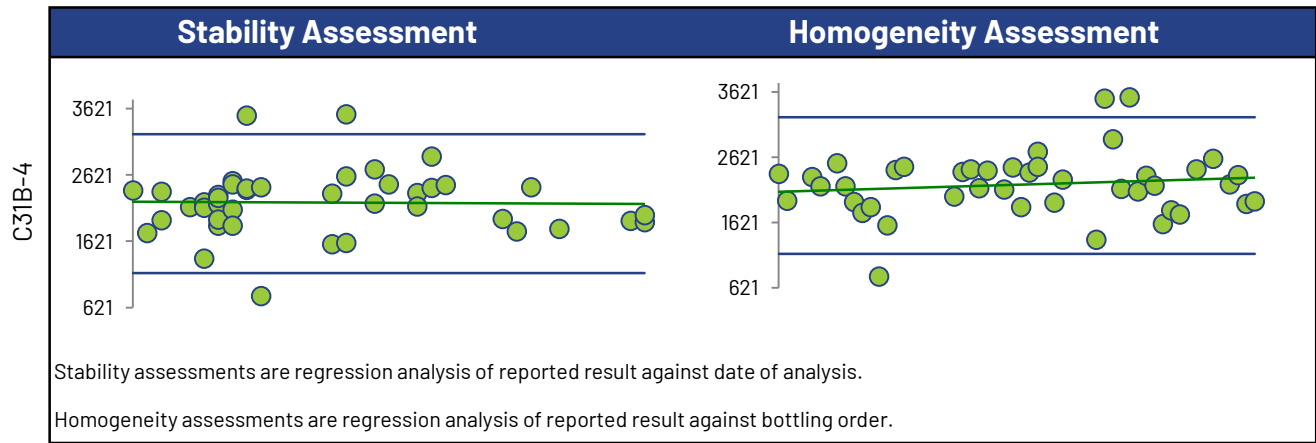 Stability Assessment
Homogeneity Assessment
C31B-4
3621
2621
1621
621
3621
2621
1621
621
Stability assessments are regression analysis of reported result against date of analysis.
Homogeneity assessments are regression analysis of reported result against bottling order.